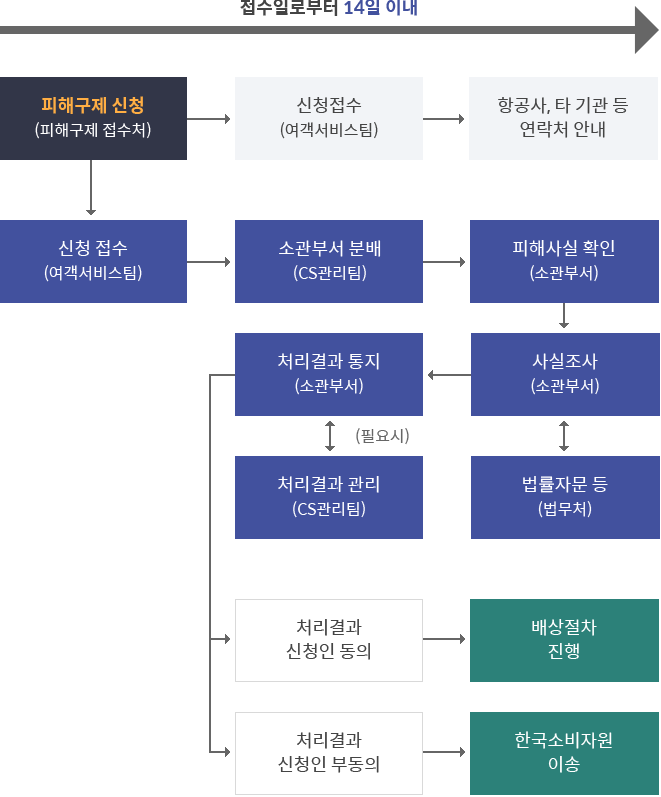 접수일로부터 14일 이내
피해구제 신청
(피해구제 접수처)
신청접수
(여객서비스팀)
항공사, 타 기관 등
연락처 안내
신청 접수
(여객서비스팀)
소관부서 분배
(CS관리팀)
피해사실 확인
(소관부서)
처리결과 통지
(소관부서)
사실조사
(소관부서)
(필요시)
처리결과 관리
(CS관리팀)
법률자문 등
(법무처)
처리결과
신청인 동의
배상절차
진행
처리결과
신청인 부동의
한국소비자원
이송